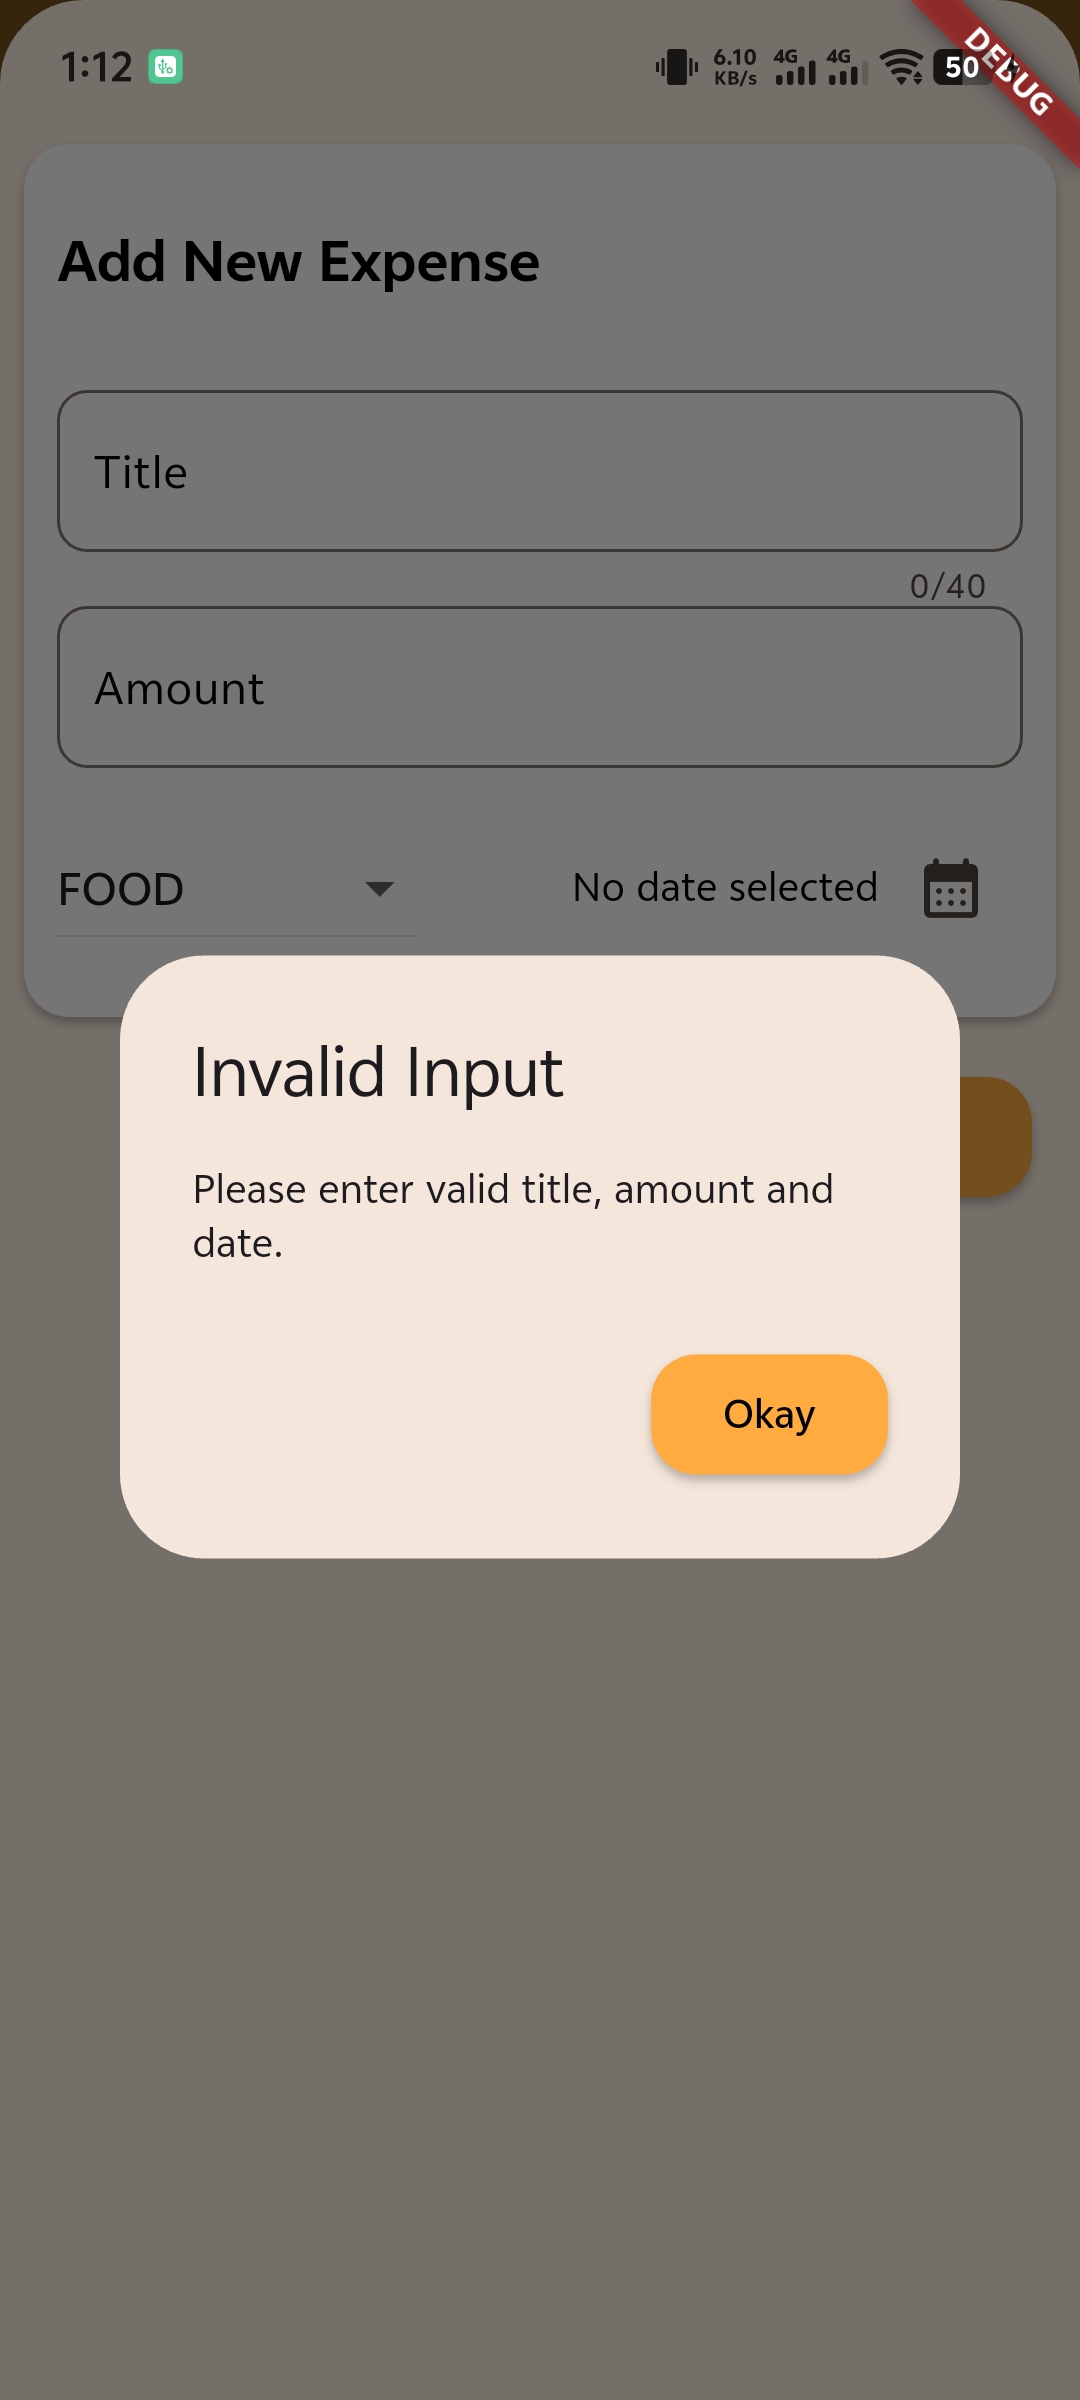 1:12
6.10
KB/s
4G
4G
50
DEBUG
Add New Expense
Title
0/40
Amount
FOOD
No date selected
Invalid Input
Please enter valid title, amount and
date.
Okay